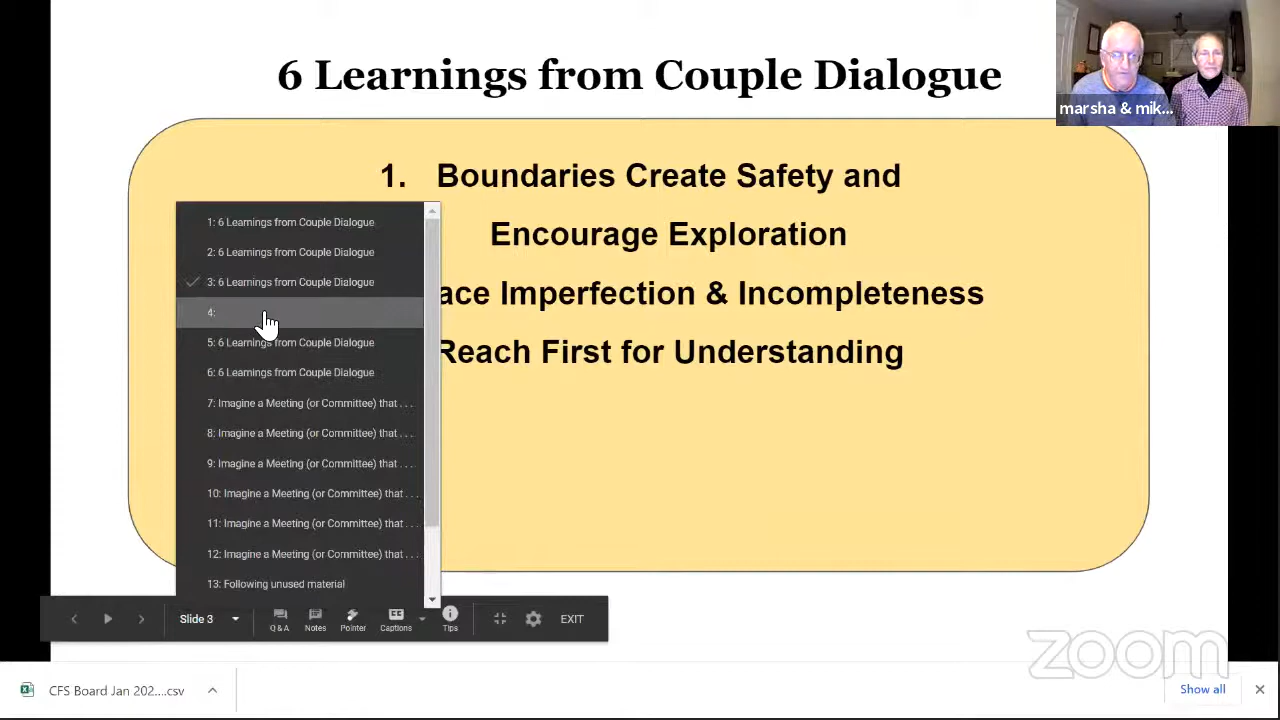 6 Learnings from Couple Dialogue
marsha & mik...
1. Boundaries Create Safety and
Encourage Exploration
ace Imperfection & Incompleteness
Reach First for Understanding
1: 6 Learnings from Couple Dialogue
2: 6 Learnings from Couple Dialogue
3: 6 Learnings from Couple Dialogue
4:
5: 6 Learnings from Couple Dialogue
6: 6 Learnings from Couple Dialogue
7: Imagine a Meeting (or Committee) that . . .
8: Imagine a Meeting (or Committee) that . . .
9: Imagine a Meeting (or Committee) that . . .
10: Imagine a Meeting (or Committee) that . . .
11: Imagine a Meeting (or Committee) that . . .
12: Imagine a Meeting (or Committee) that . . .
13: Following unused material
Slide 3
Q & A
Notes
Pointer
Captions
Tips
EXIT
zoom
CFS Board Jan 202....csv
Show all